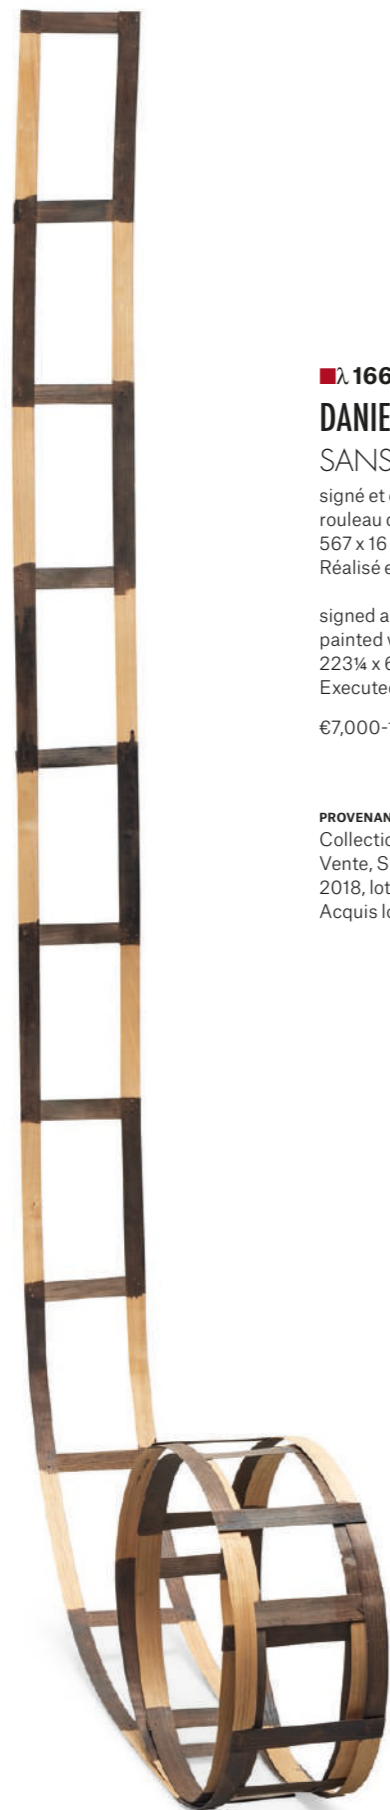 ■λ 166
DANIE
SANS
signé et
rouleau
567 x 16
Réalisé
signed a
painted
223¼ x 6
Executed
€7,000-
PROVENAN
Collectio
Vente, S
2018, lot
Acquis lo